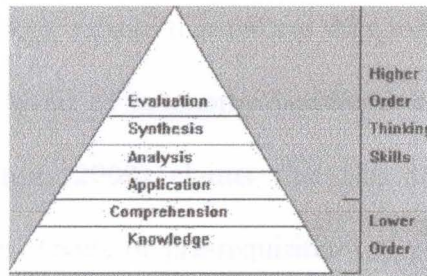 Evaluation
Synthesis
Analysis
Application
Comprehension
Knowledge
Higher
Order
Thinking
Skills
Lower
Order